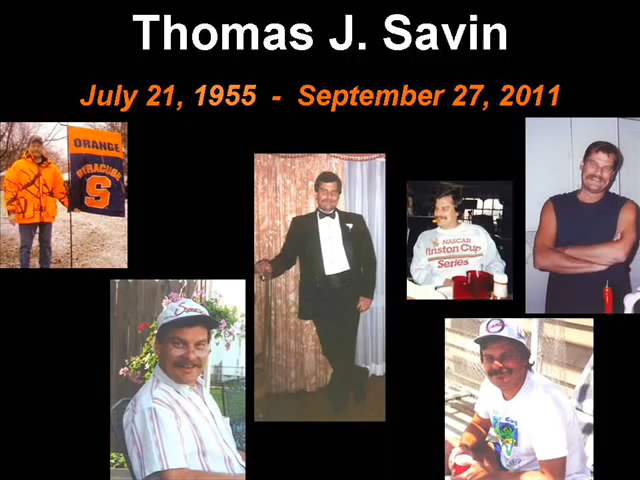 Thomas J. Savin
July 21, 1955 - September 27, 2011
ORANGE
SYRACUSE
S
NASCAR
Winston Cup
Series